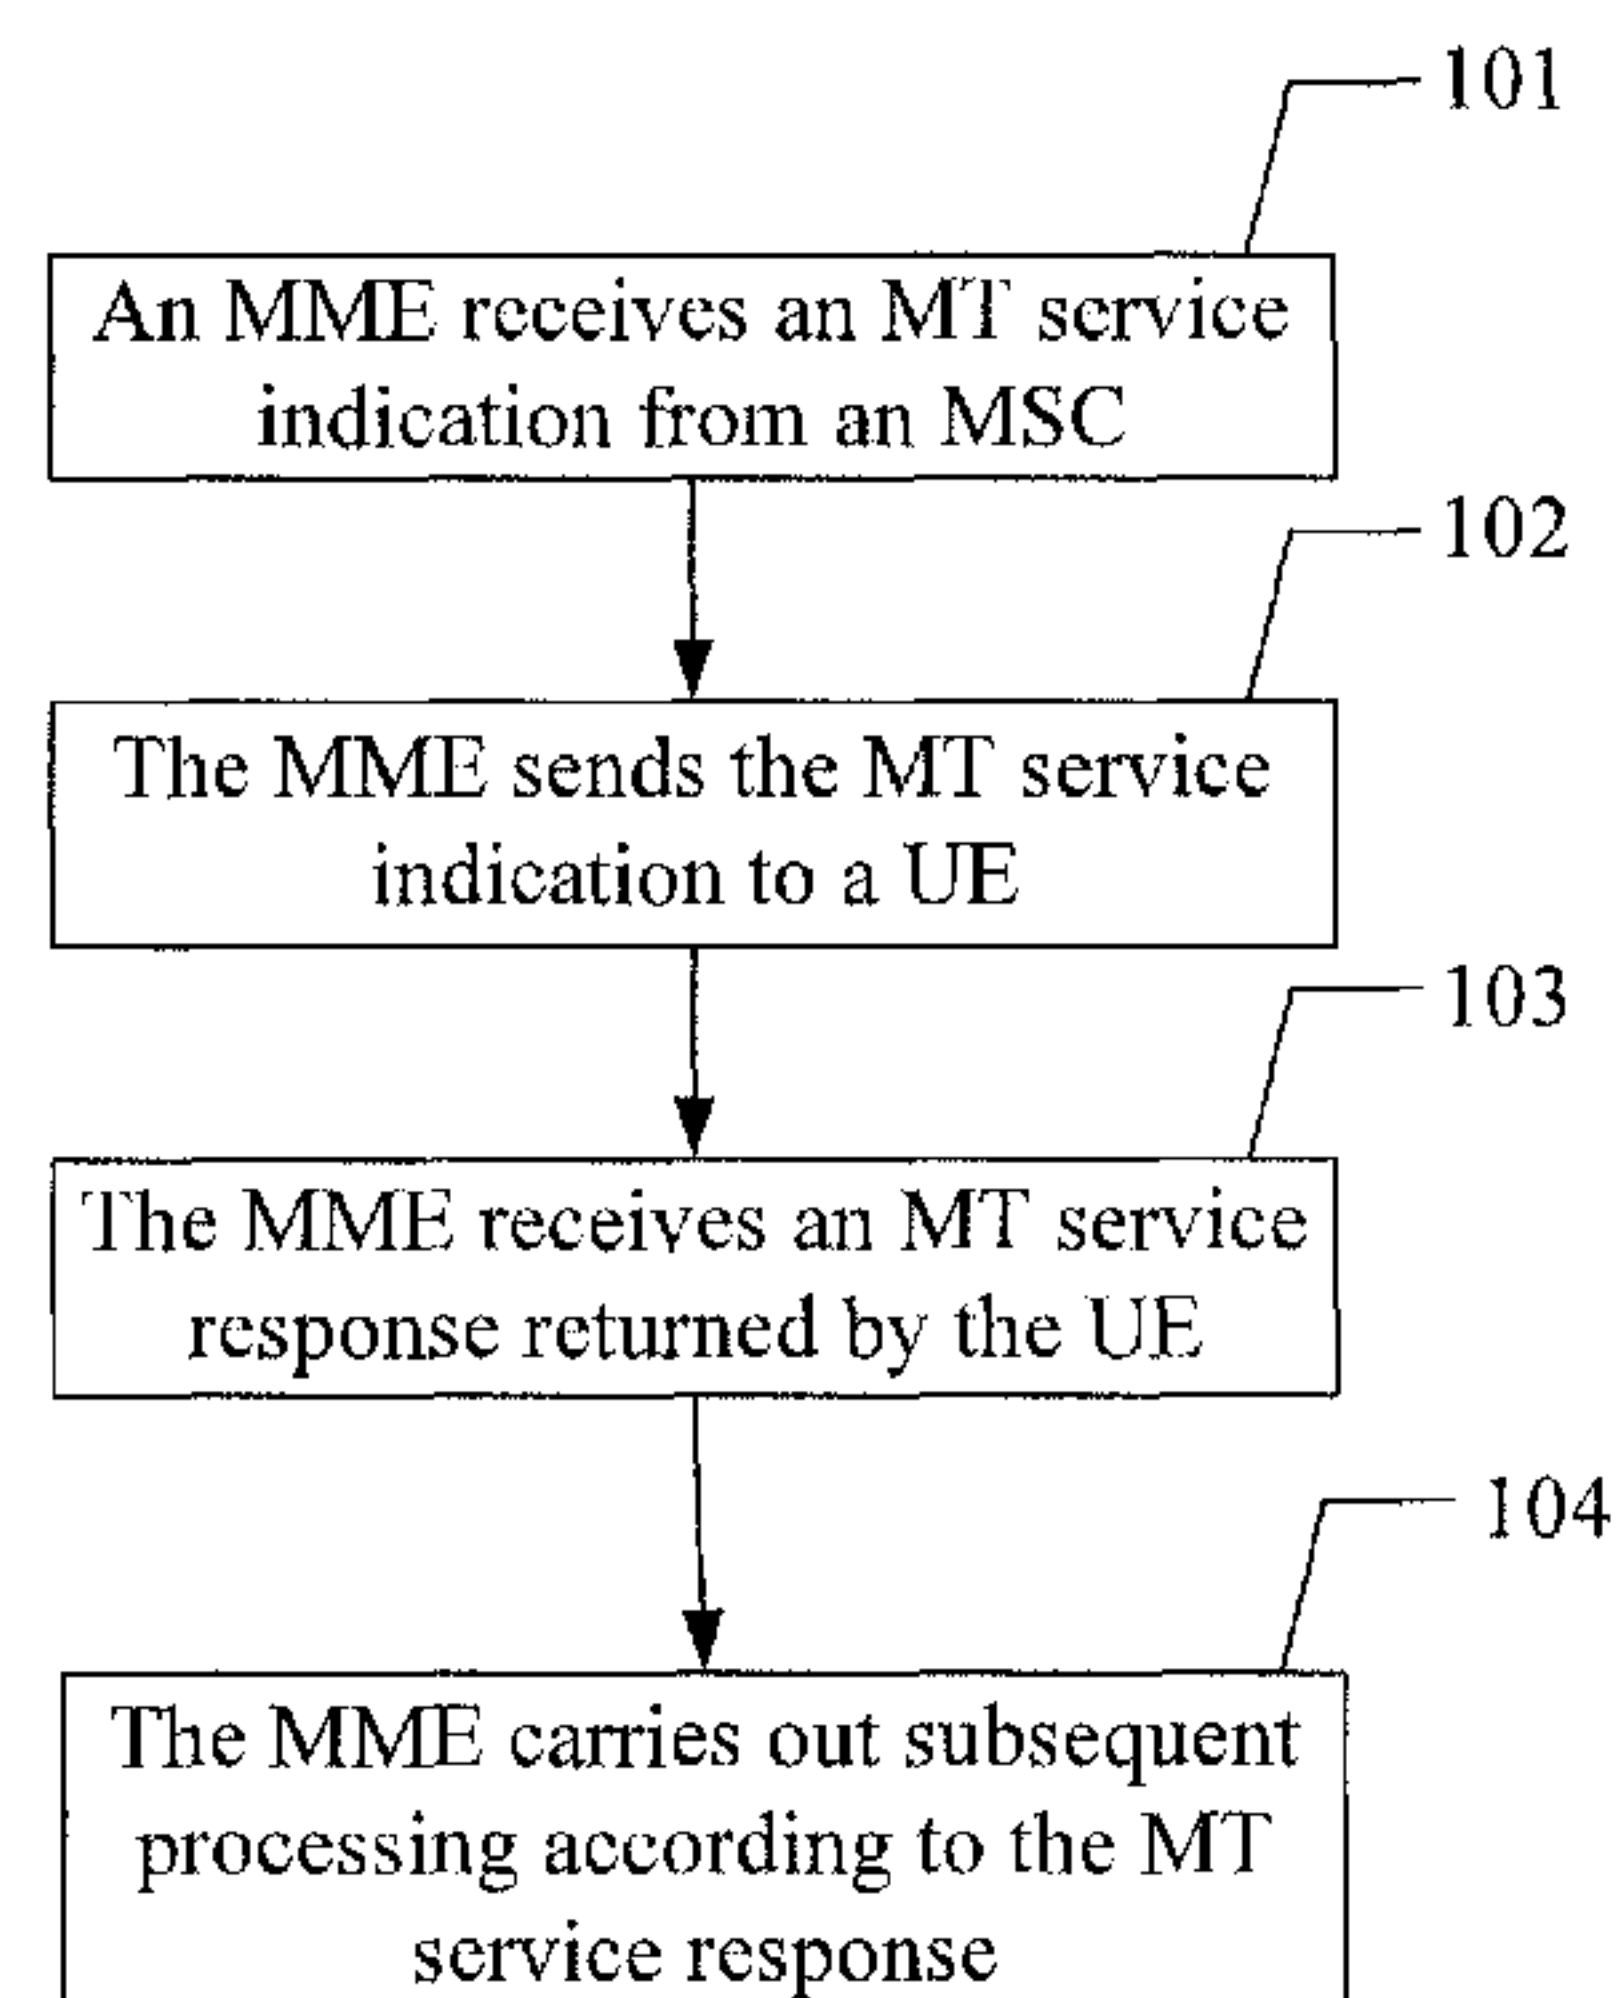 101
An MME receives an MT service
indication from an MSC
102
The MME sends the MT service
indication to a UE
103
The MME receives an MT service
response returned by the UE
104
The MME carries out subsequent
processing according to the MT
service response